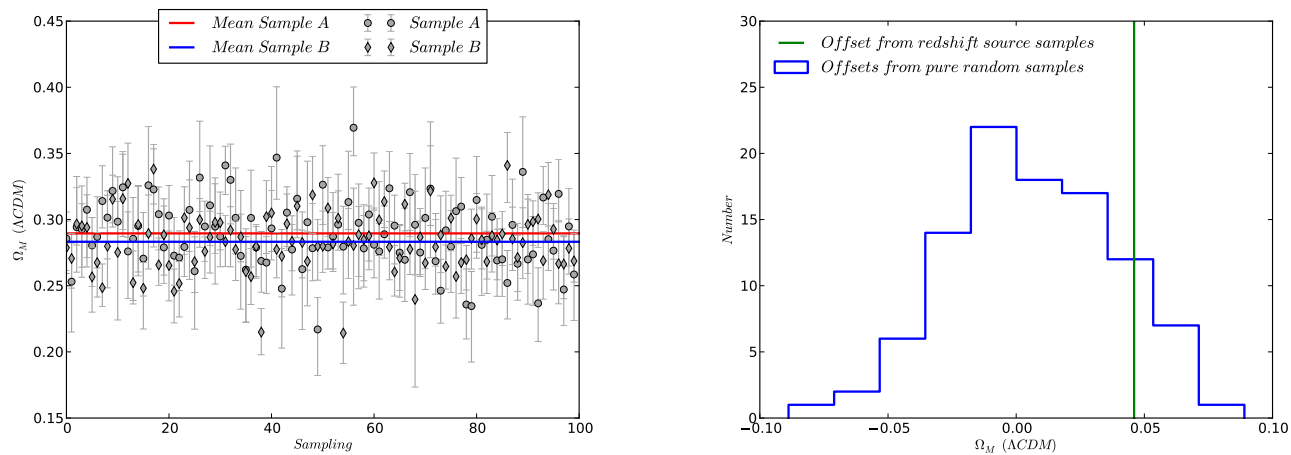 Mean Sample A
Sample A
Mean Sample B
Sample B
0.45
0.40
0.35
0.30
0.25
0.20
0.15
Ω_M (ΛCDM)
0 20 40 60 80 100
Sampling
Offset from redshift source samples
Offsets from pure random samples
30
25
20
15
10
5
0
Number
−0.10 −0.05 0.00 0.05 0.10
Ω_M (ΛCDM)